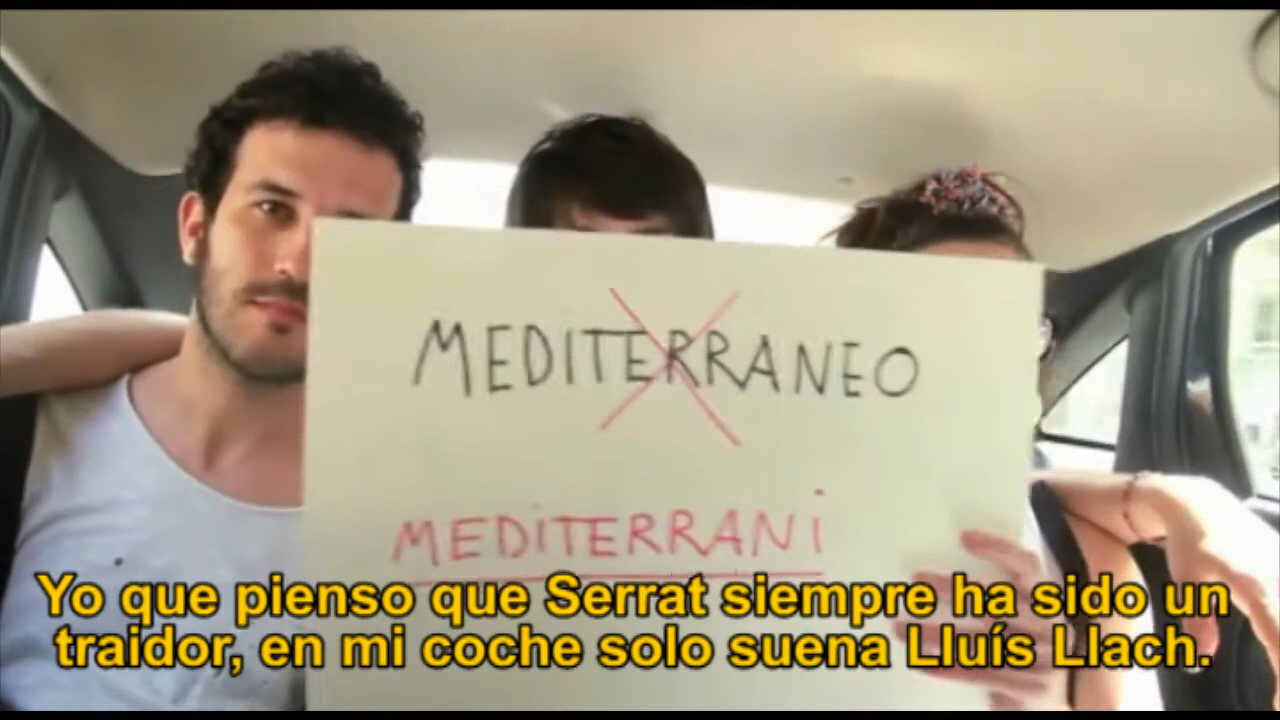 MEDITERRANEO
MEDITERRANI
Yo que pienso que Serrat siempre ha sido un
traidor, en mi coche solo suena Lluís Llach.